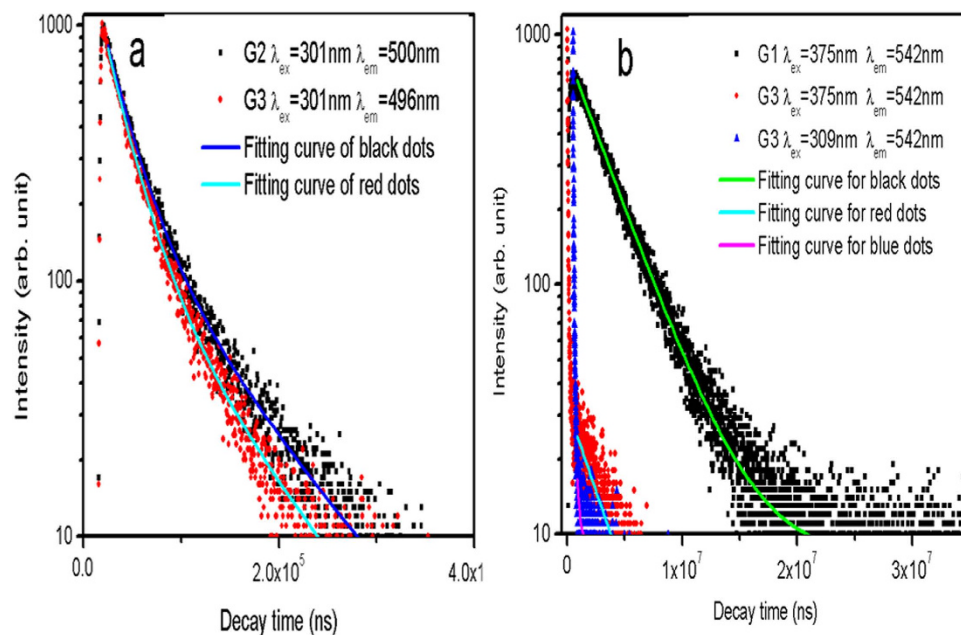 a
G2 λex=301nm λem=500nm
G3 λex=301nm λem=496nm
Fitting curve of black dots
Fitting curve of red dots
1000
100
10
Intensity (arb. unit)
0.0
2.0x10^5
4.0x1
Decay time (ns)
b
G1 λex=375nm λem=542nm
G3 λex=375nm λem=542nm
G3 λex=309nm λem=542nm
Fitting curve for black dots
Fitting curve for red dots
Fitting curve for blue dots
1000
100
10
Intensity (arb. unit)
0
1x10^7
2x10^7
3x10^7
Decay time (ns)